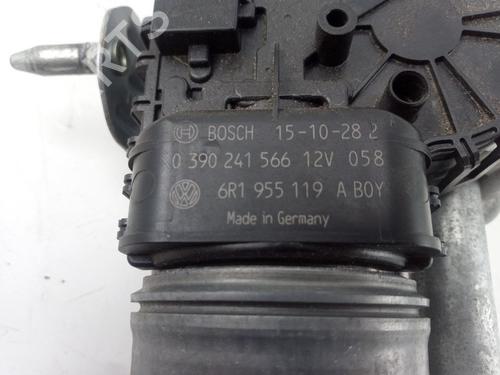 BOSCH 15-10-28 2
0 390 241 566 12V 058
6R1 955 119 A BOY
Made in Germany